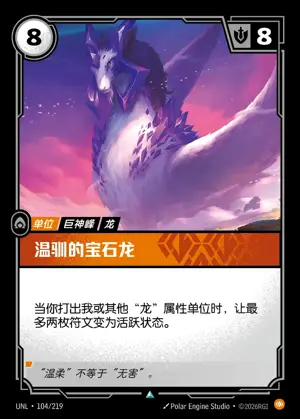 8
8
单位 巨神峰 龙
温驯的宝石龙
当你打出我或其他“龙”属性单位时，让最
多两枚符文变为活跃状态。
“温柔”不等于“无害”。
UNL • 104/219
Polar Engine Studio • ©2026RGI